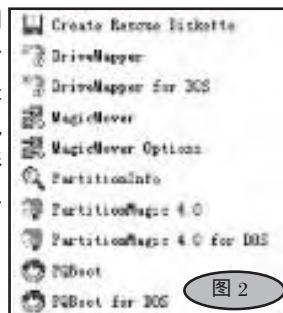 Create Rescue Diskette
DriveMapper
DriveMapper for DOS
MagicMover
MagicMover Options
PartitionInfo
PartitionMagic 4.0
PartitionMagic 4.0 for DOS
PQBoot
PQBoot for DOS
图 2